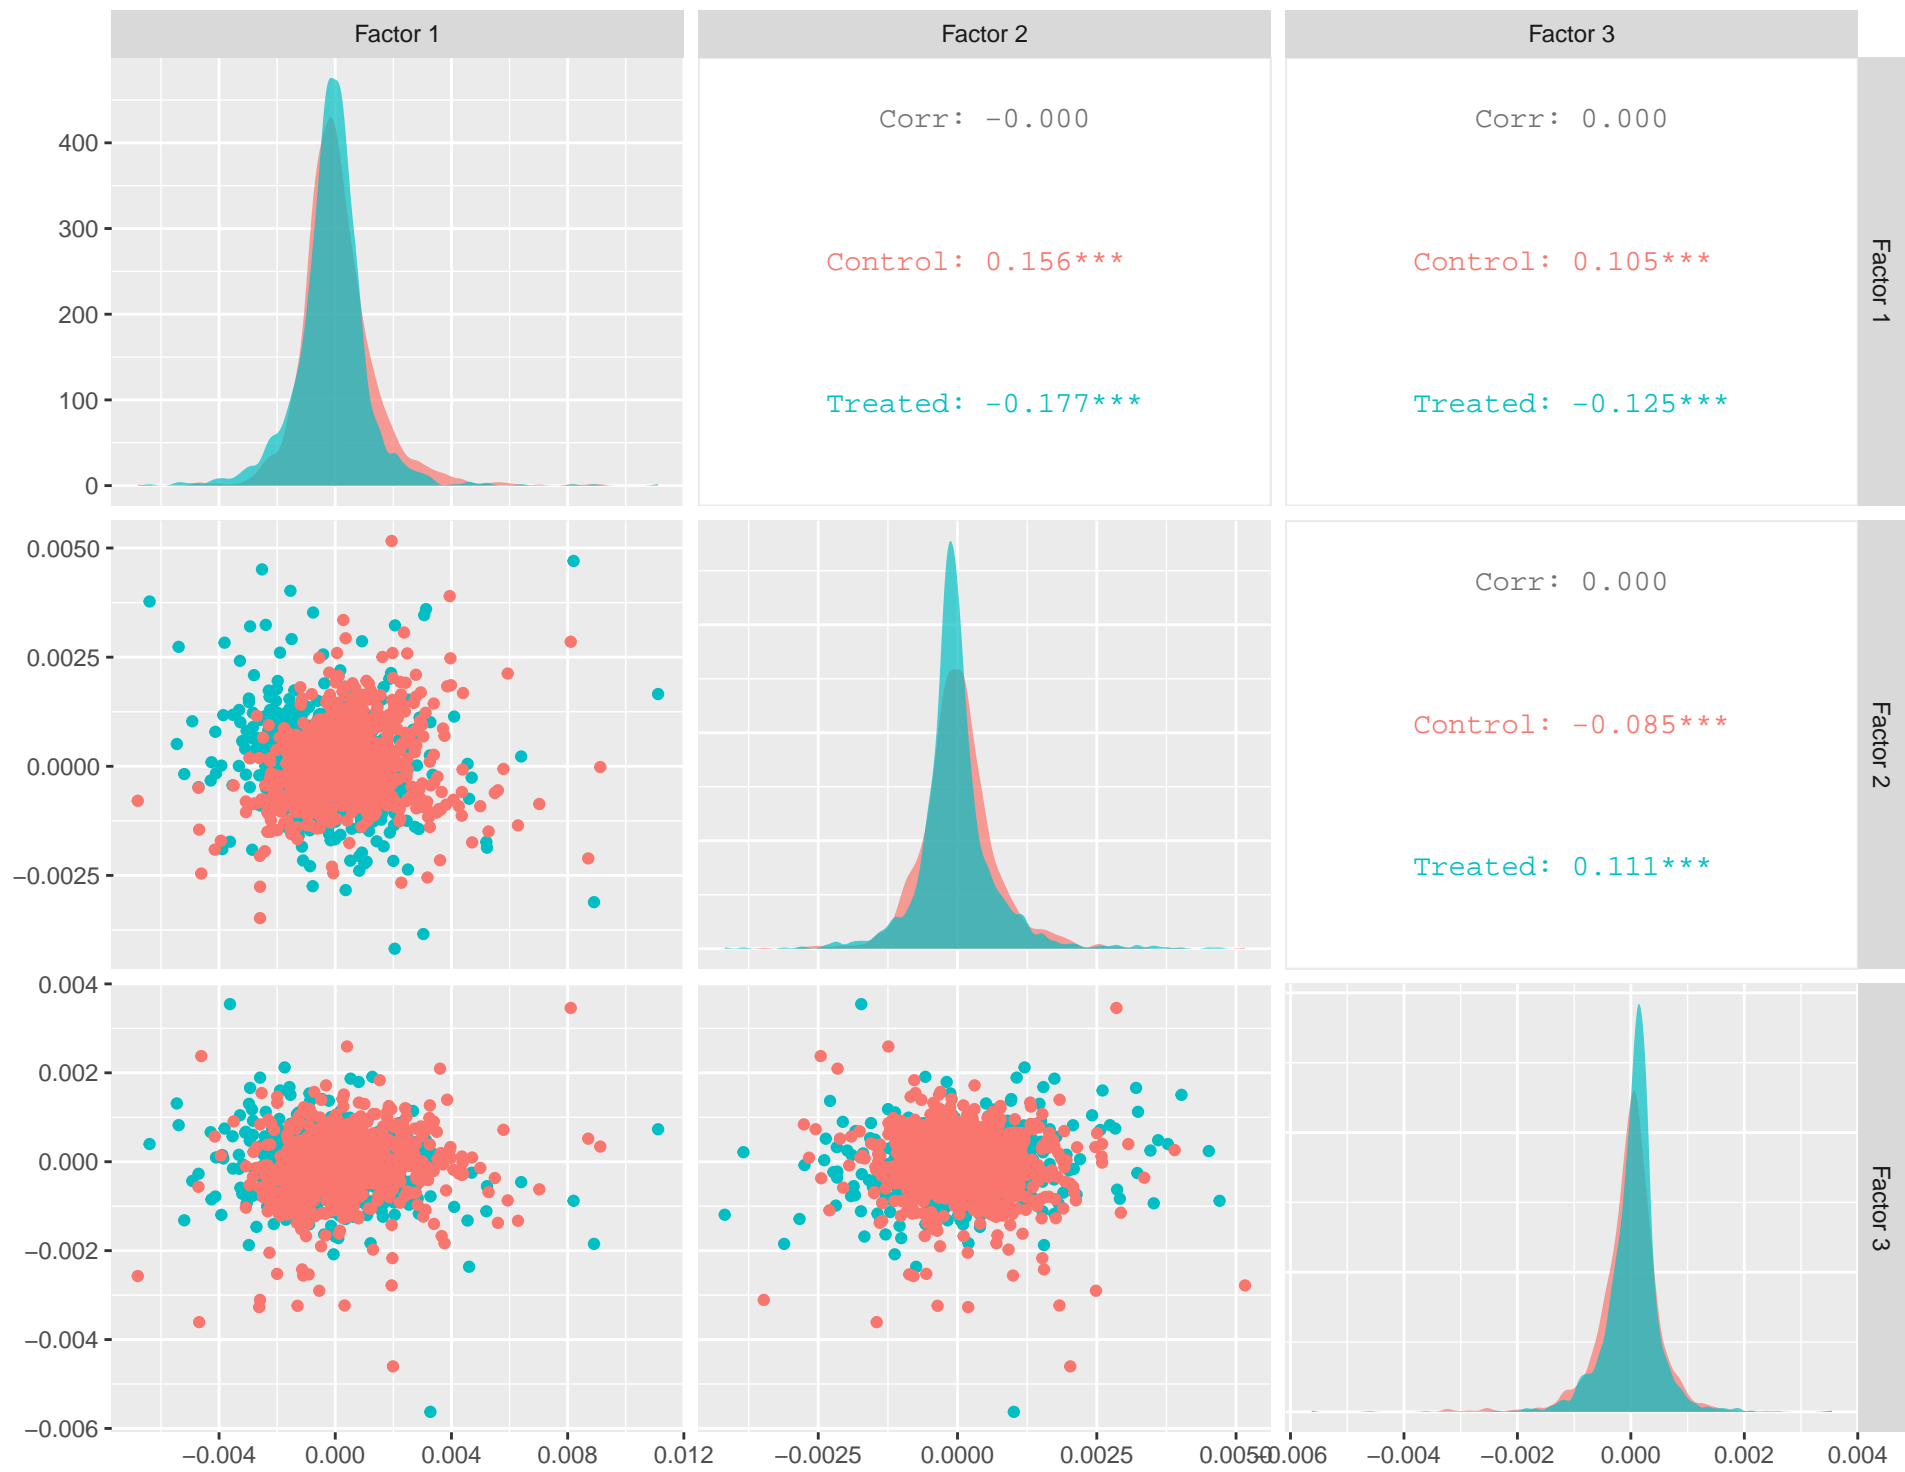 Factor 1
Factor 2
Factor 3
Corr: −0.000
Control: 0.156***
Treated: −0.177***
Corr: 0.000
Control: 0.105***
Treated: −0.125***
Factor 1
400
300
200
100
0
Corr: 0.000
Control: −0.085***
Treated: 0.111***
Factor 2
0.0050
0.0025
0.0000
−0.0025
Factor 3
0.004
0.002
0.000
−0.002
−0.004
−0.006
−0.004 0.000 0.004 0.008 0.012
−0.0025 0.0000 0.0025 0.0050
−0.006 −0.004 −0.002 0.000 0.002 0.004